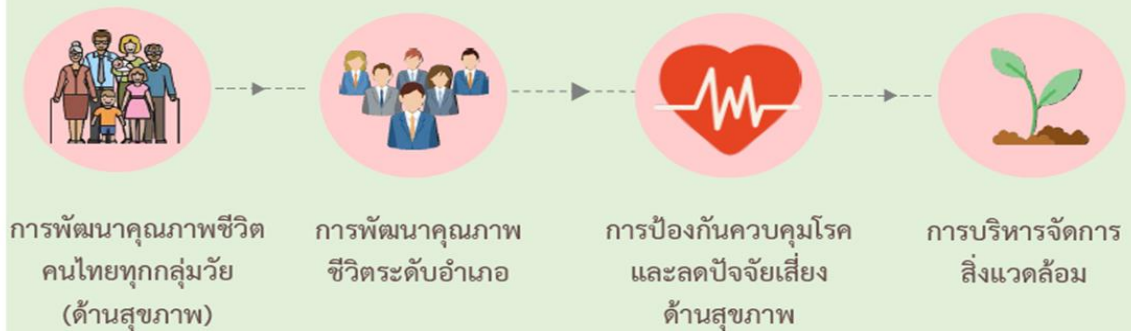 การพัฒนาคุณภาพชีวิต
คนไทยทุกกลุ่มวัย
(ด้านสุขภาพ)
การพัฒนาคุณภาพ
ชีวิตระดับอำเภอ
การป้องกันควบคุมโรค
และลดปัจจัยเสี่ยง
ด้านสุขภาพ
การบริหารจัดการ
สิ่งแวดล้อม